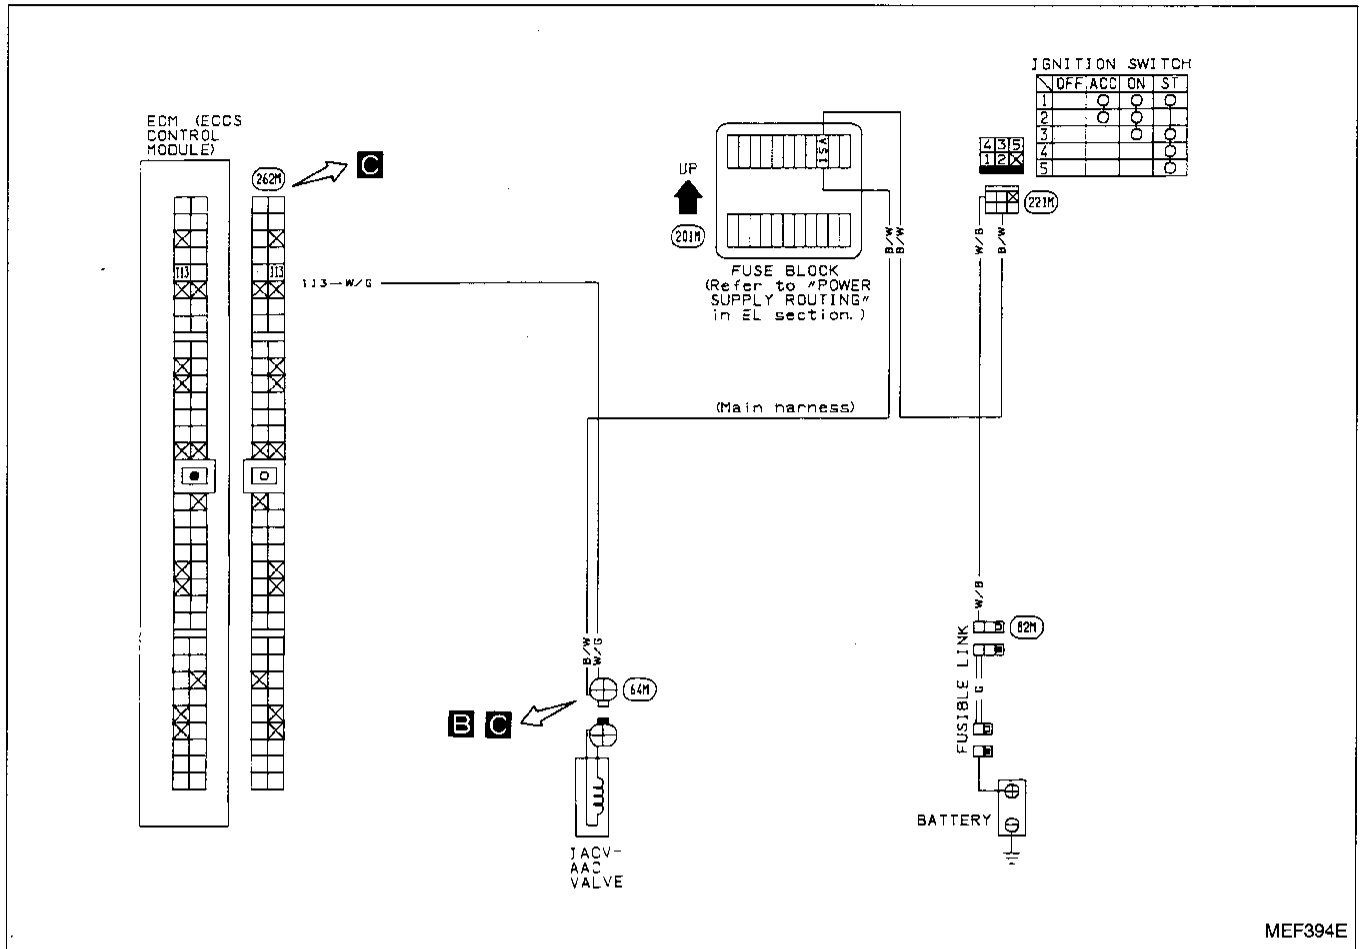 IGNITION SWITCH
OFF ACC ON ST
1
2
3
4
5
4 3 5
1 2
221M
ECM (ECCS
CONTROL
MODULE)
262M
C
113 113
113-W/G
15A
UP
201M
FUSE BLOCK
(Refer to "POWER
SUPPLY ROUTING"
in EL section.)
B/W
B/W
W/B
B/W
(Main harness)
W/B
82M
FUSIBLE LINK
G
BATTERY
B/W
W/G
64M
B C
IACV-
AAC
VALVE
MEF394E